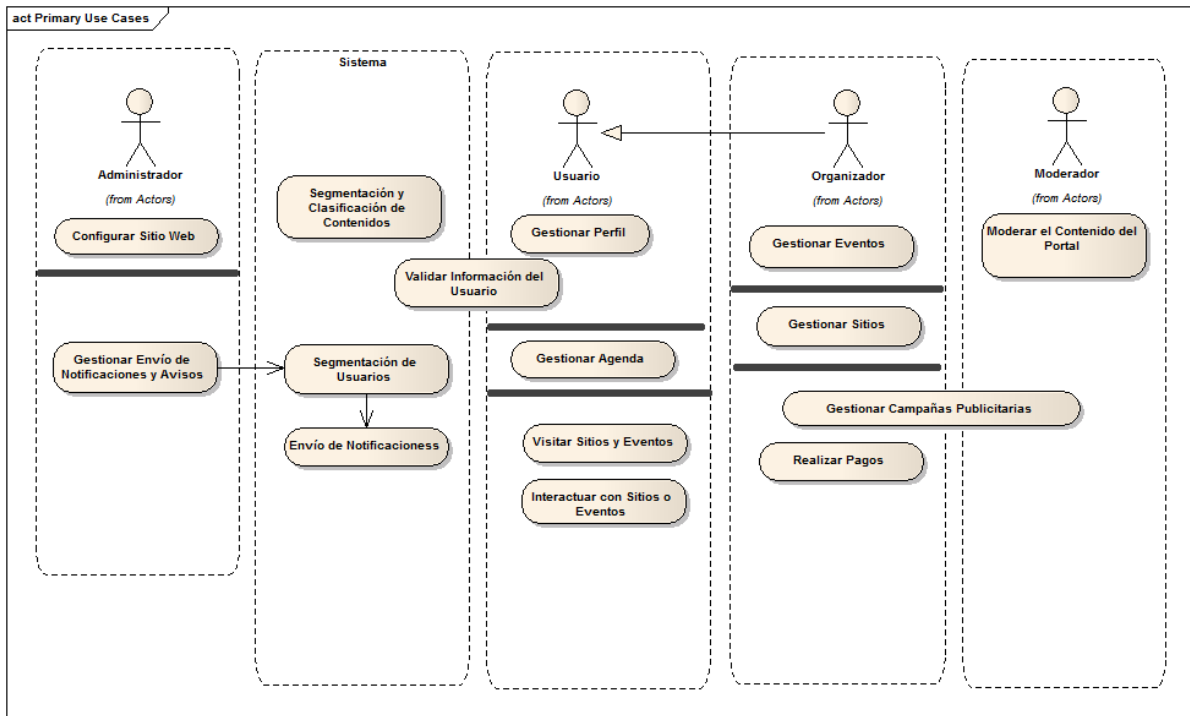 act Primary Use Cases
Administrador
(from Actors)
Configurar Sitio Web
Gestionar Envío de
Notificaciones y Avisos
Sistema
Segmentación y
Clasificación de
Contenidos
Validar Información del
Usuario
Segmentación de
Usuarios
Envío de Notificacioness
Usuario
(from Actors)
Gestionar Perfil
Gestionar Agenda
Visitar Sitios y Eventos
Interactuar con Sitios o
Eventos
Organizador
(from Actors)
Gestionar Eventos
Gestionar Sitios
Gestionar Campañas Publicitarias
Realizar Pagos
Moderador
(from Actors)
Moderar el Contenido del
Portal